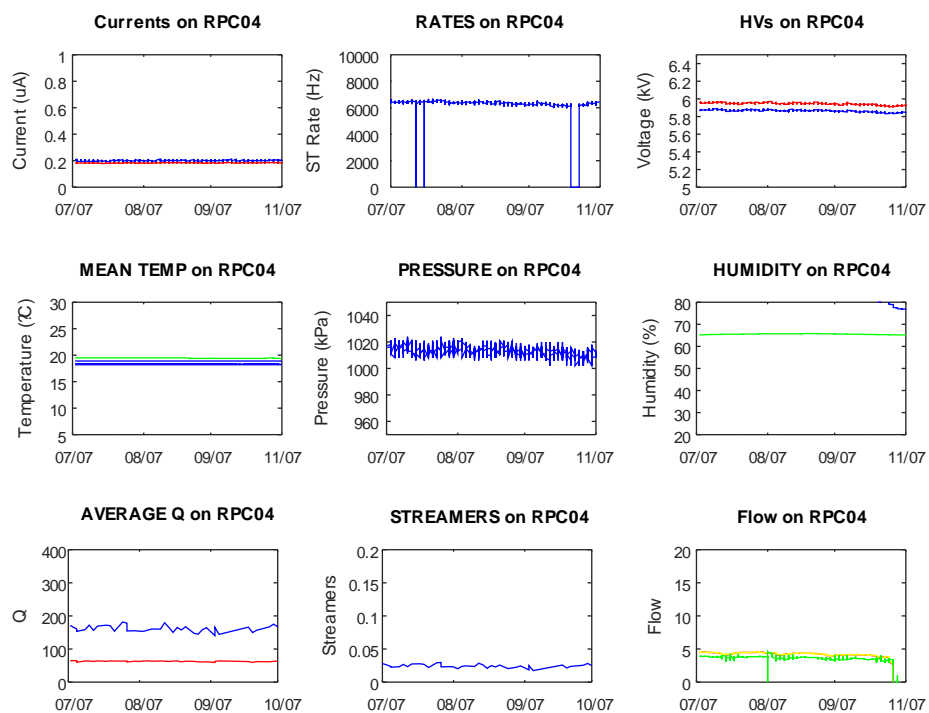 Currents on RPC04
RATES on RPC04
HVs on RPC04
Current (uA)
1
0.8
0.6
0.4
0.2
0
07/07 08/07 09/07 11/07
ST Rate (Hz)
10000
8000
6000
4000
2000
0
07/07 08/07 09/07 11/07
Voltage (kV)
6.4
6.2
6
5.8
5.6
5.4
5.2
5
07/07 08/07 09/07 11/07
MEAN TEMP on RPC04
PRESSURE on RPC04
HUMIDITY on RPC04
Temperature (?C)
30
25
20
15
10
5
07/07 08/07 09/07 11/07
Pressure (kPa)
1040
1020
1000
980
960
07/07 08/07 09/07 11/07
Humidity (%)
80
70
60
50
40
30
20
07/07 08/07 09/07 11/07
AVERAGE Q on RPC04
STREAMERS on RPC04
Flow on RPC04
Q
400
300
200
100
0
07/07 08/07 09/07 10/07
Streamers
0.2
0.15
0.1
0.05
0
07/07 08/07 09/07 10/07
Flow
20
15
10
5
0
07/07 08/07 09/07 11/07